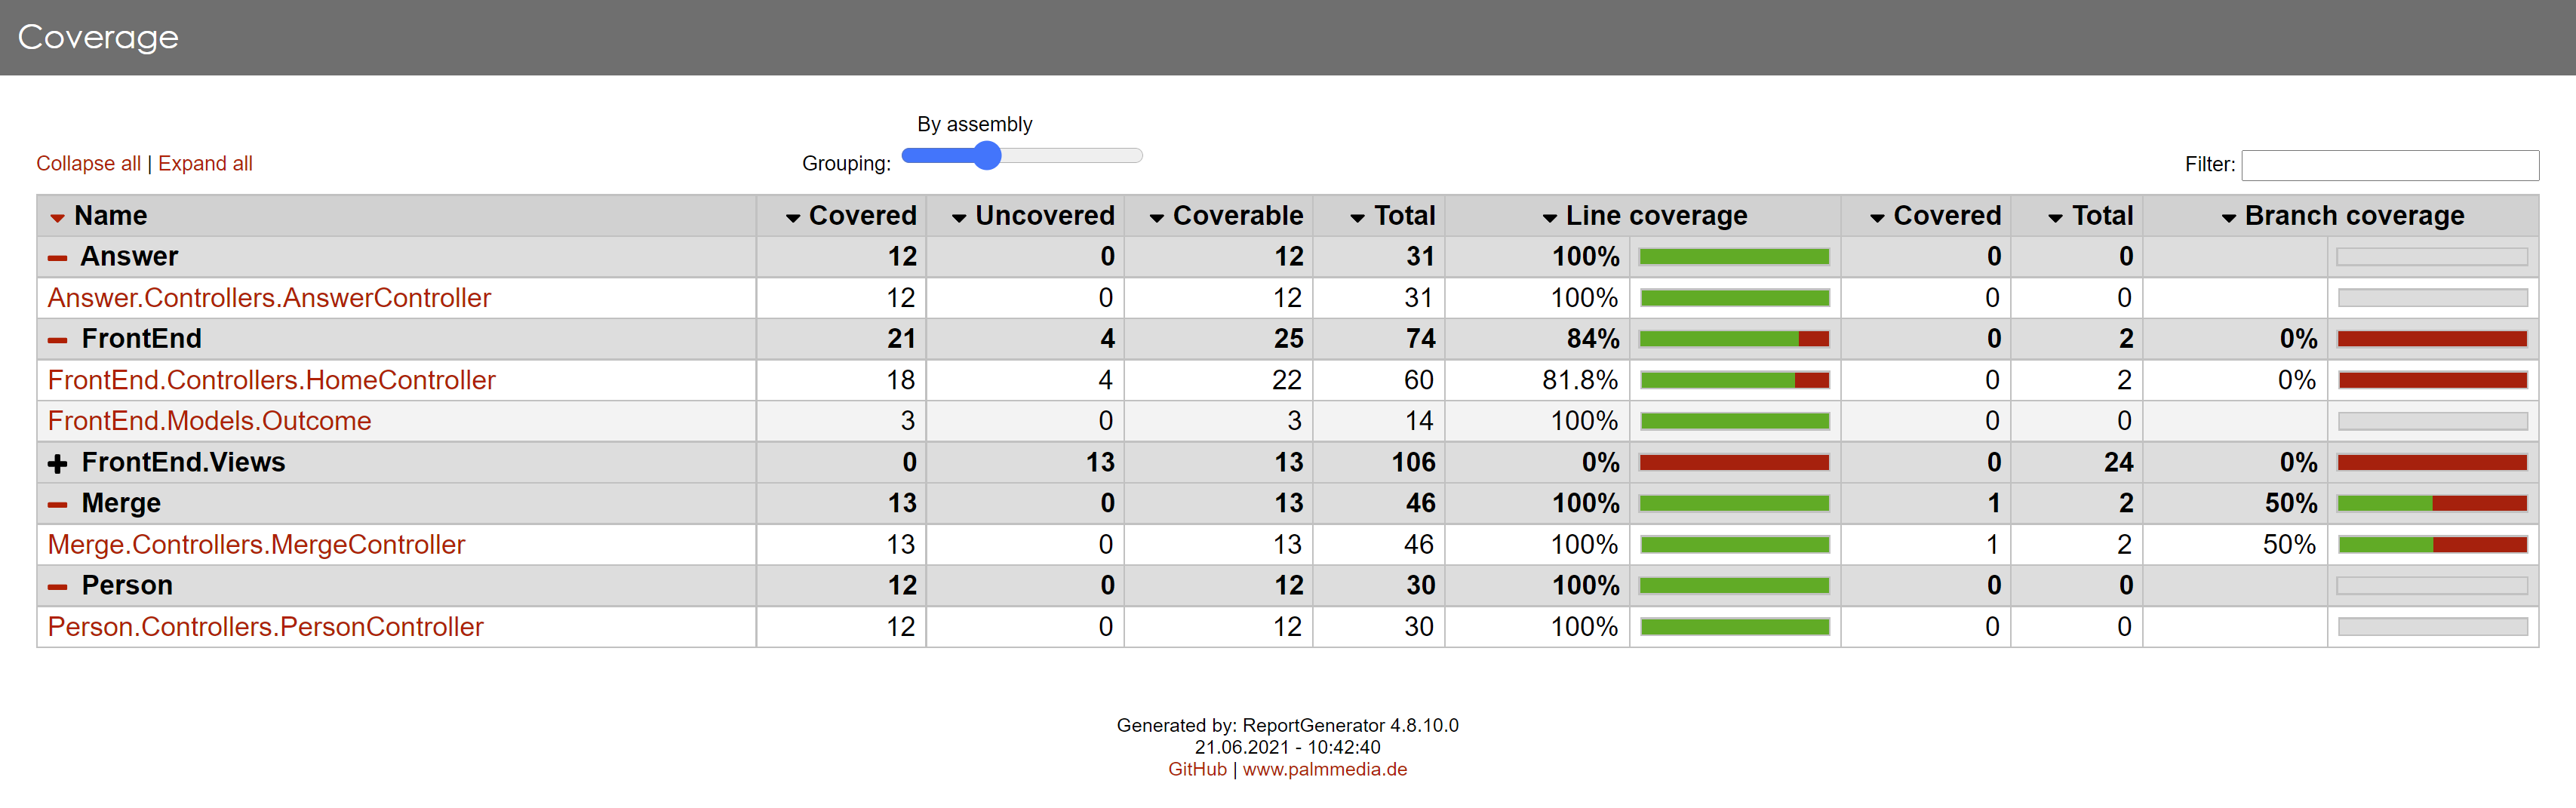 Coverage
By assembly
Collapse all | Expand all Grouping: Filter:
Name Covered Uncovered Coverable Total Line coverage Covered Total Branch coverage
Answer 12 0 12 31 100% 0 0
Answer.Controllers.AnswerController 12 0 12 31 100% 0 0
FrontEnd 21 4 25 74 84% 0 2 0%
FrontEnd.Controllers.HomeController 18 4 22 60 81.8% 0 2 0%
FrontEnd.Models.Outcome 3 0 3 14 100% 0 0
FrontEnd.Views 0 13 13 106 0% 0 24 0%
Merge 13 0 13 46 100% 1 2 50%
Merge.Controllers.MergeController 13 0 13 46 100% 1 2 50%
Person 12 0 12 30 100% 0 0
Person.Controllers.PersonController 12 0 12 30 100% 0 0
Generated by: ReportGenerator 4.8.10.0
21.06.2021 - 10:42:40
GitHub | www.palmmedia.de